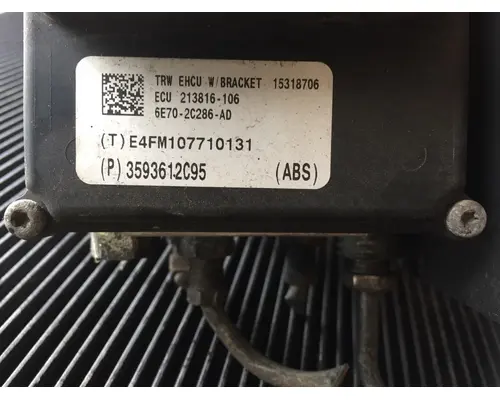 TRW EHCU W/BRACKET 15318706
ECU 213816-106
6E70-2C286-AD
(T) E4FM107710131
(P) 3593612C95 (ABS)